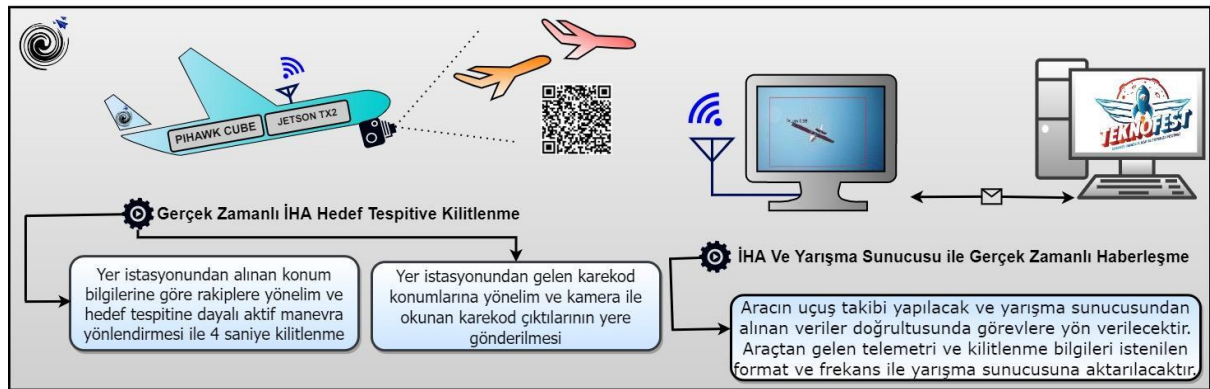 PIHAWK CUBE
JETSON TX2
TEKNOFEST
Gerçek Zamanlı İHA Hedef Tespitive Kilitlenme
Yer istasyonundan alınan konum
bilgilerine göre rakiplere yönelim ve
hedef tespitine dayalı aktif manevra
yönlendirmesi ile 4 saniye kilitlenme
Yer istasyonundan gelen karekod
konumlarına yönelim ve kamera ile
okunan karekod çıktılarının yere
gönderilmesi
İHA Ve Yarışma Sunucusu ile Gerçek Zamanlı Haberleşme
Aracın uçuş takibi yapılacak ve yarışma sunucusundan
alınan veriler doğrultusunda görevlere yön verilecektir.
Araçtan gelen telemetri ve kilitlenme bilgileri istenilen
format ve frekans ile yarışma sunucusuna aktarılacaktır.